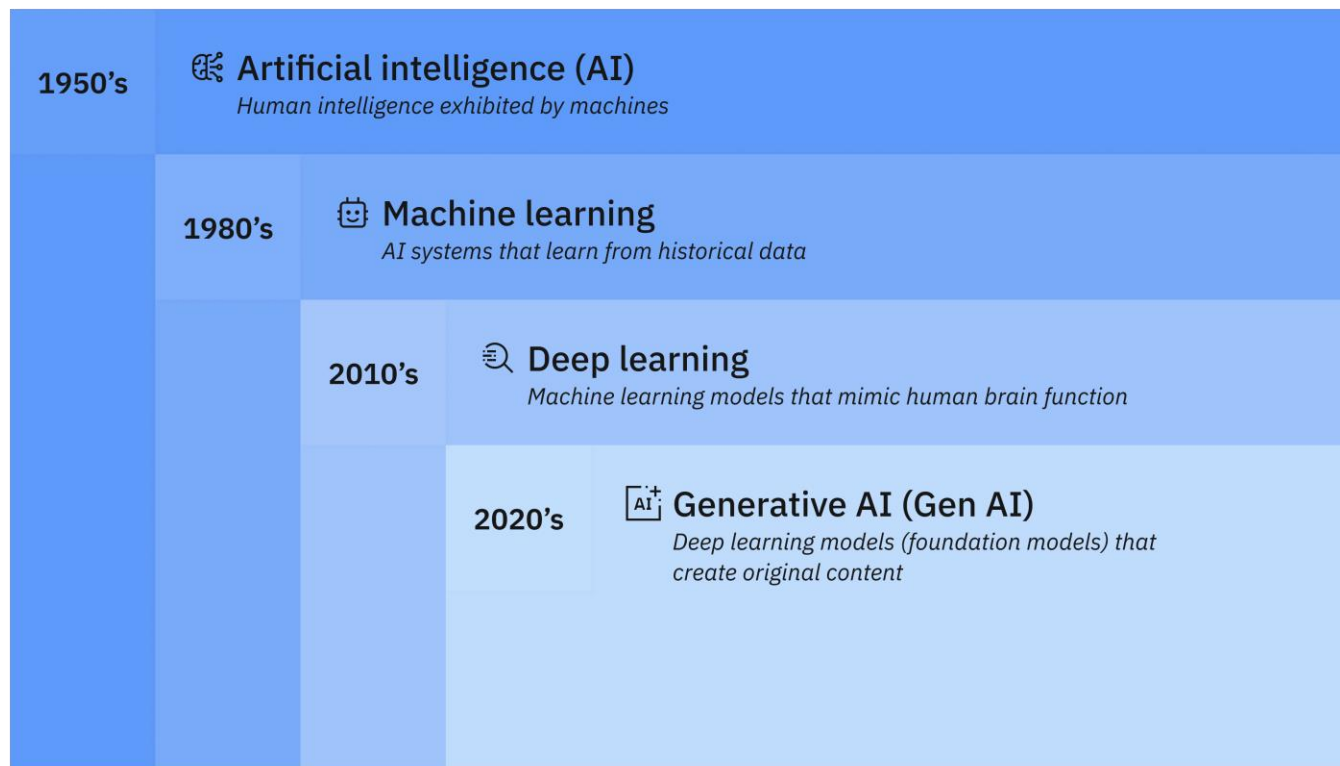 1950’s
Artificial intelligence (AI)
Human intelligence exhibited by machines
1980’s
Machine learning
AI systems that learn from historical data
2010’s
Deep learning
Machine learning models that mimic human brain function
2020’s
AI
Generative AI (Gen AI)
Deep learning models (foundation models) that
create original content